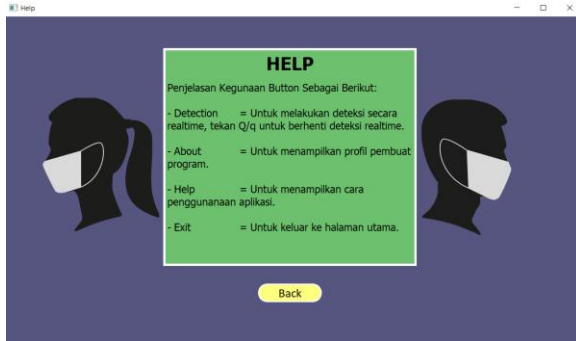 Help
HELP
Penjelasan Kegunaan Button Sebagai Berikut:
- Detection = Untuk melakukan deteksi secara
realtime, tekan Q/q untuk berhenti deteksi realtime.
- About = Untuk menampilkan profil pembuat
program.
- Help = Untuk menampilkan cara
penggunanaan aplikasi.
- Exit = Untuk keluar ke halaman utama.
Back